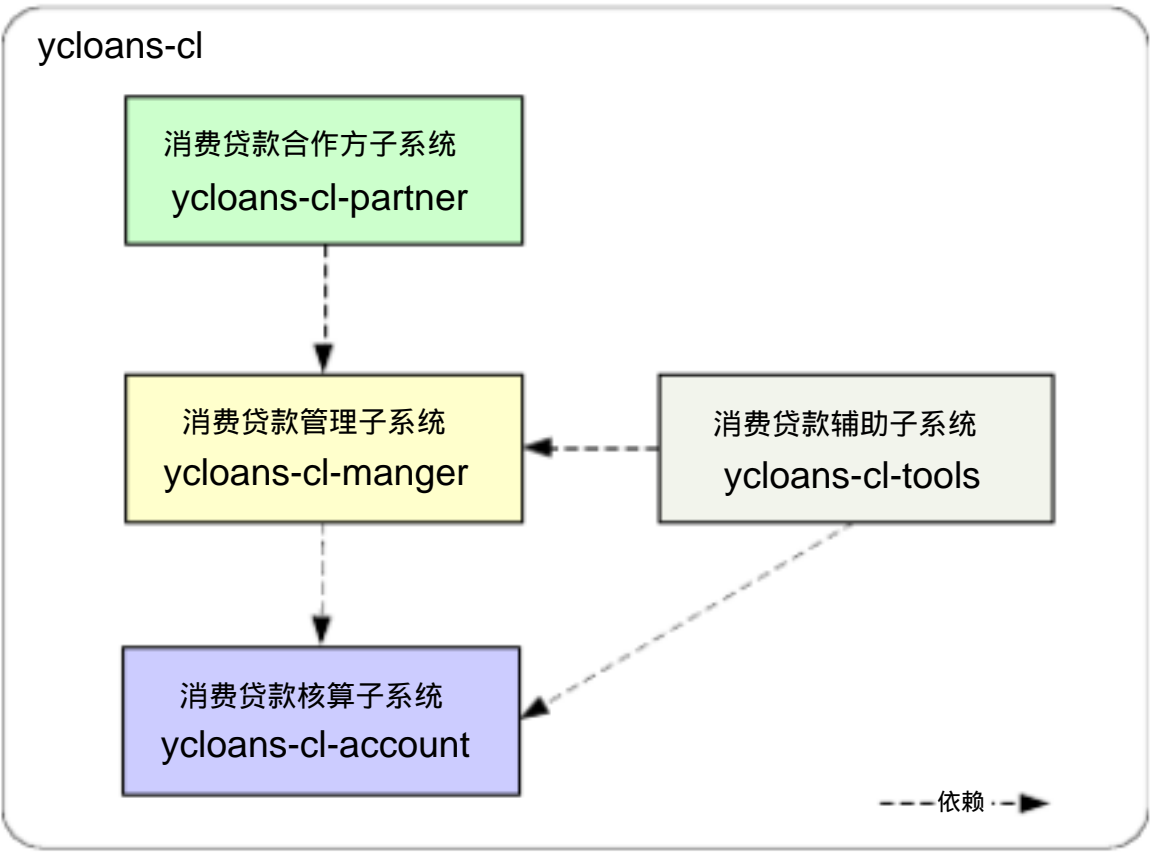 ycloans-cl
消费贷款合作方子系统
ycloans-cl-partner
消费贷款管理子系统
ycloans-cl-manger
消费贷款辅助子系统
ycloans-cl-tools
消费贷款核算子系统
ycloans-cl-account
依赖